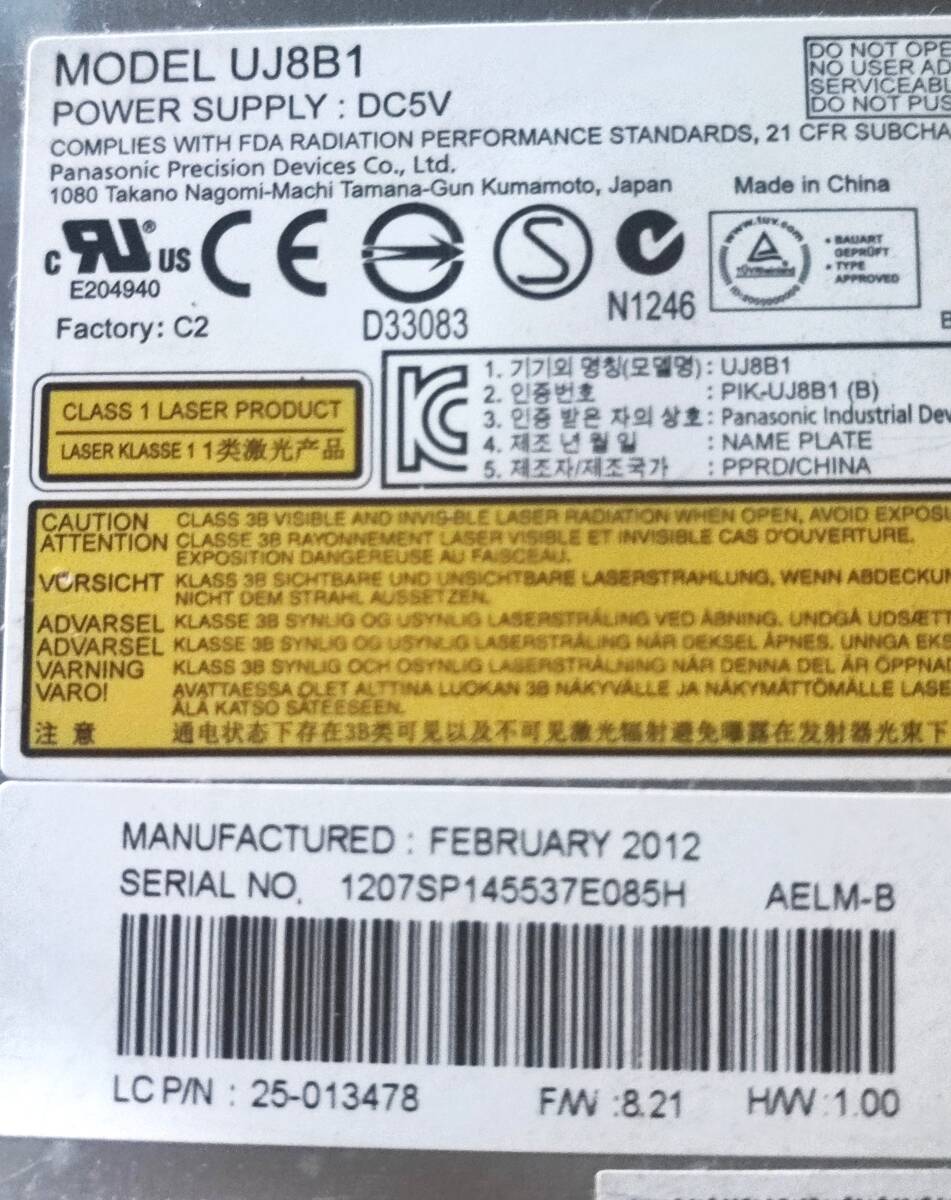 MODEL UJ8B1
POWER SUPPLY : DC5V
COMPLIES WITH FDA RADIATION PERFORMANCE STANDARDS, 21 CFR SUBCHA
Panasonic Precision Devices Co., Ltd.
1080 Takano Nagomi-Machi Tamana-Gun Kumamoto, Japan
Made in China
DO NOT OPE
NO USER AD
SERVICEABL
DO NOT PUS
C RU ® US
E204940
CE
D33083
S
N1246
www.tuv.com
TÜVRheinland
• BAUART
GEPRÜFT
• TYPE
APPROVED
Factory: C2
CLASS 1 LASER PRODUCT
LASER KLASSE 1 1类激光产品
1. 기기의 명칭(모델명) : UJ8B1
2. 인증번호 : PIK-UJ8B1 (B)
3. 인증 받은 자의 상호 : Panasonic Industrial Dev
4. 제조 년 월 일 : NAME PLATE
5. 제조자/제조국가 : PPRD/CHINA
CAUTION CLASS 3B VISIBLE AND INVISIBLE LASER RADIATION WHEN OPEN, AVOID EXPOSU
ATTENTION CLASSE 3B RAYONNEMENT LASER VISIBLE ET INVISIBLE CAS D'OUVERTURE.
EXPOSITION DANGEREUSE AU FAISCEAU.
VORSICHT KLASS 3B SICHTBARE UND UNSICHTBARE LASERSTRAHLUNG, WENN ABDECKUN
NICHT DEM STRAHL AUSSETZEN.
ADVARSEL KLASSE 3B SYNLIG OG USYNLIG LASERSTRÅLING VED ÅBNING. UNDGÅ UDSÆTT
ADVARSEL KLASSE 3B SYNLIG OG USYNLIG LASERSTRÅLING NÅR DEKSEL ÅPNES. UNNGA EKS
VARNING KLASS 3B SYNLIG OCH OSYNLIG LASERSTRÅLNING NÄR DENNA DEL ÄR ÖPPNA
VARO! AVATTAESSA OLET ALTTINA LUOKAN 3B NÄKYVÄLLE JA NÄKYMÄTTÖMÄLLE LASE
ÄLÄ KATSO SÄTEESEEN.
注 意 通电状态下存在3B类可见以及不可见激光辐射避免曝露在发射器光束下
MANUFACTURED : FEBRUARY 2012
SERIAL NO. 1207SP145537E085H AELM-B
LC P/N : 25-013478 F/W :8.21 H/W :1.00